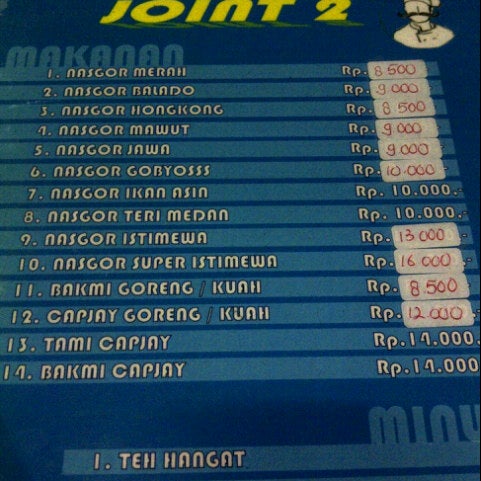 JOINT 2
MAKANAN
1. NASGOR MERAH Rp. 8.500
2. NASGOR BALADO Rp. 9.000
3. NASGOR HONGKONG Rp. 8.500
4. NASGOR MAWUT Rp. 9.000
5. NASGOR JAWA Rp. 9.000
6. NASGOR GOBYOSSS Rp. 10.000
7. NASGOR IKAN ASIN Rp. 10.000,-
8. NASGOR TERI MEDAN Rp. 10.000,-
9. NASGOR ISTIMEWA Rp. 13.000,-
10. NASGOR SUPER ISTIMEWA Rp. 16.000,-
11. BAKMI GORENG / KUAH Rp. 8.500
12. CAPJAY GORENG / KUAH Rp. 12.000
13. TAMI CAPJAY Rp.14.000,
14. BAKMI CAPJAY Rp.14.000
MINU
1. TEH HANGAT